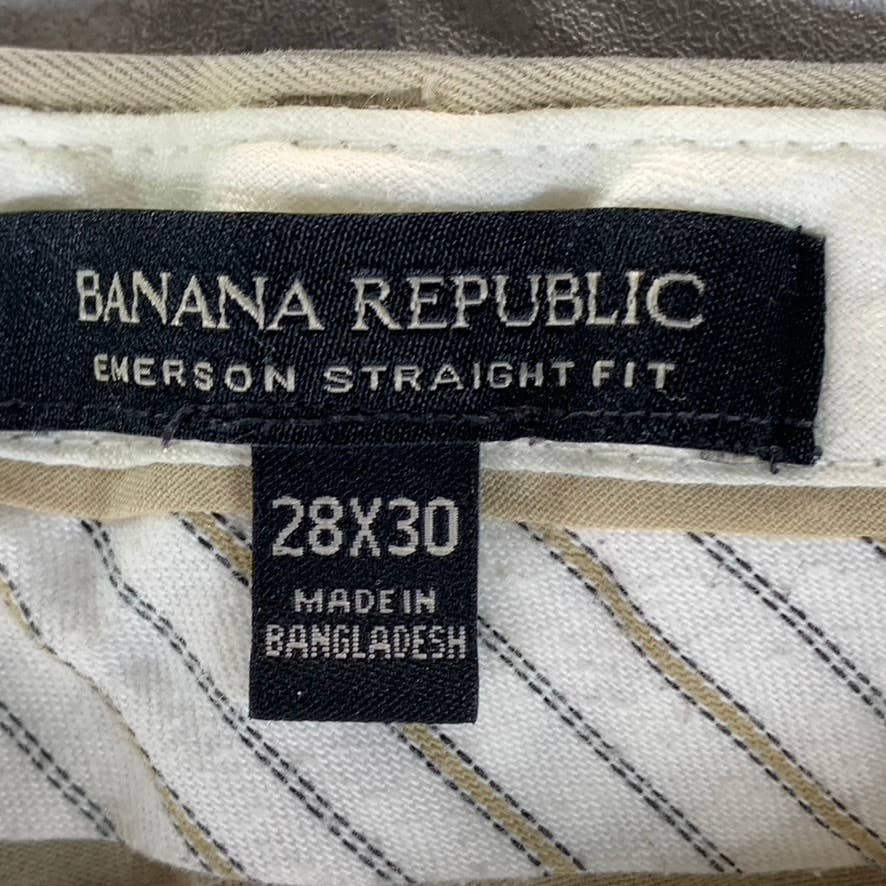 BANANA REPUBLIC
EMERSON STRAIGHT FIT
28X30
MADE IN
BANGLADESH